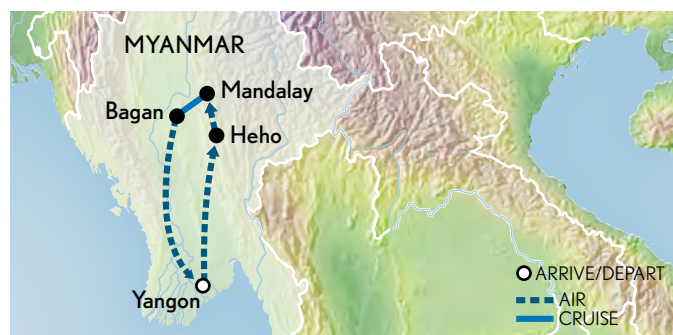 MYANMAR
Mandalay
Bagan
Heho
Yangon
ARRIVE/DEPART
AIR
CRUISE